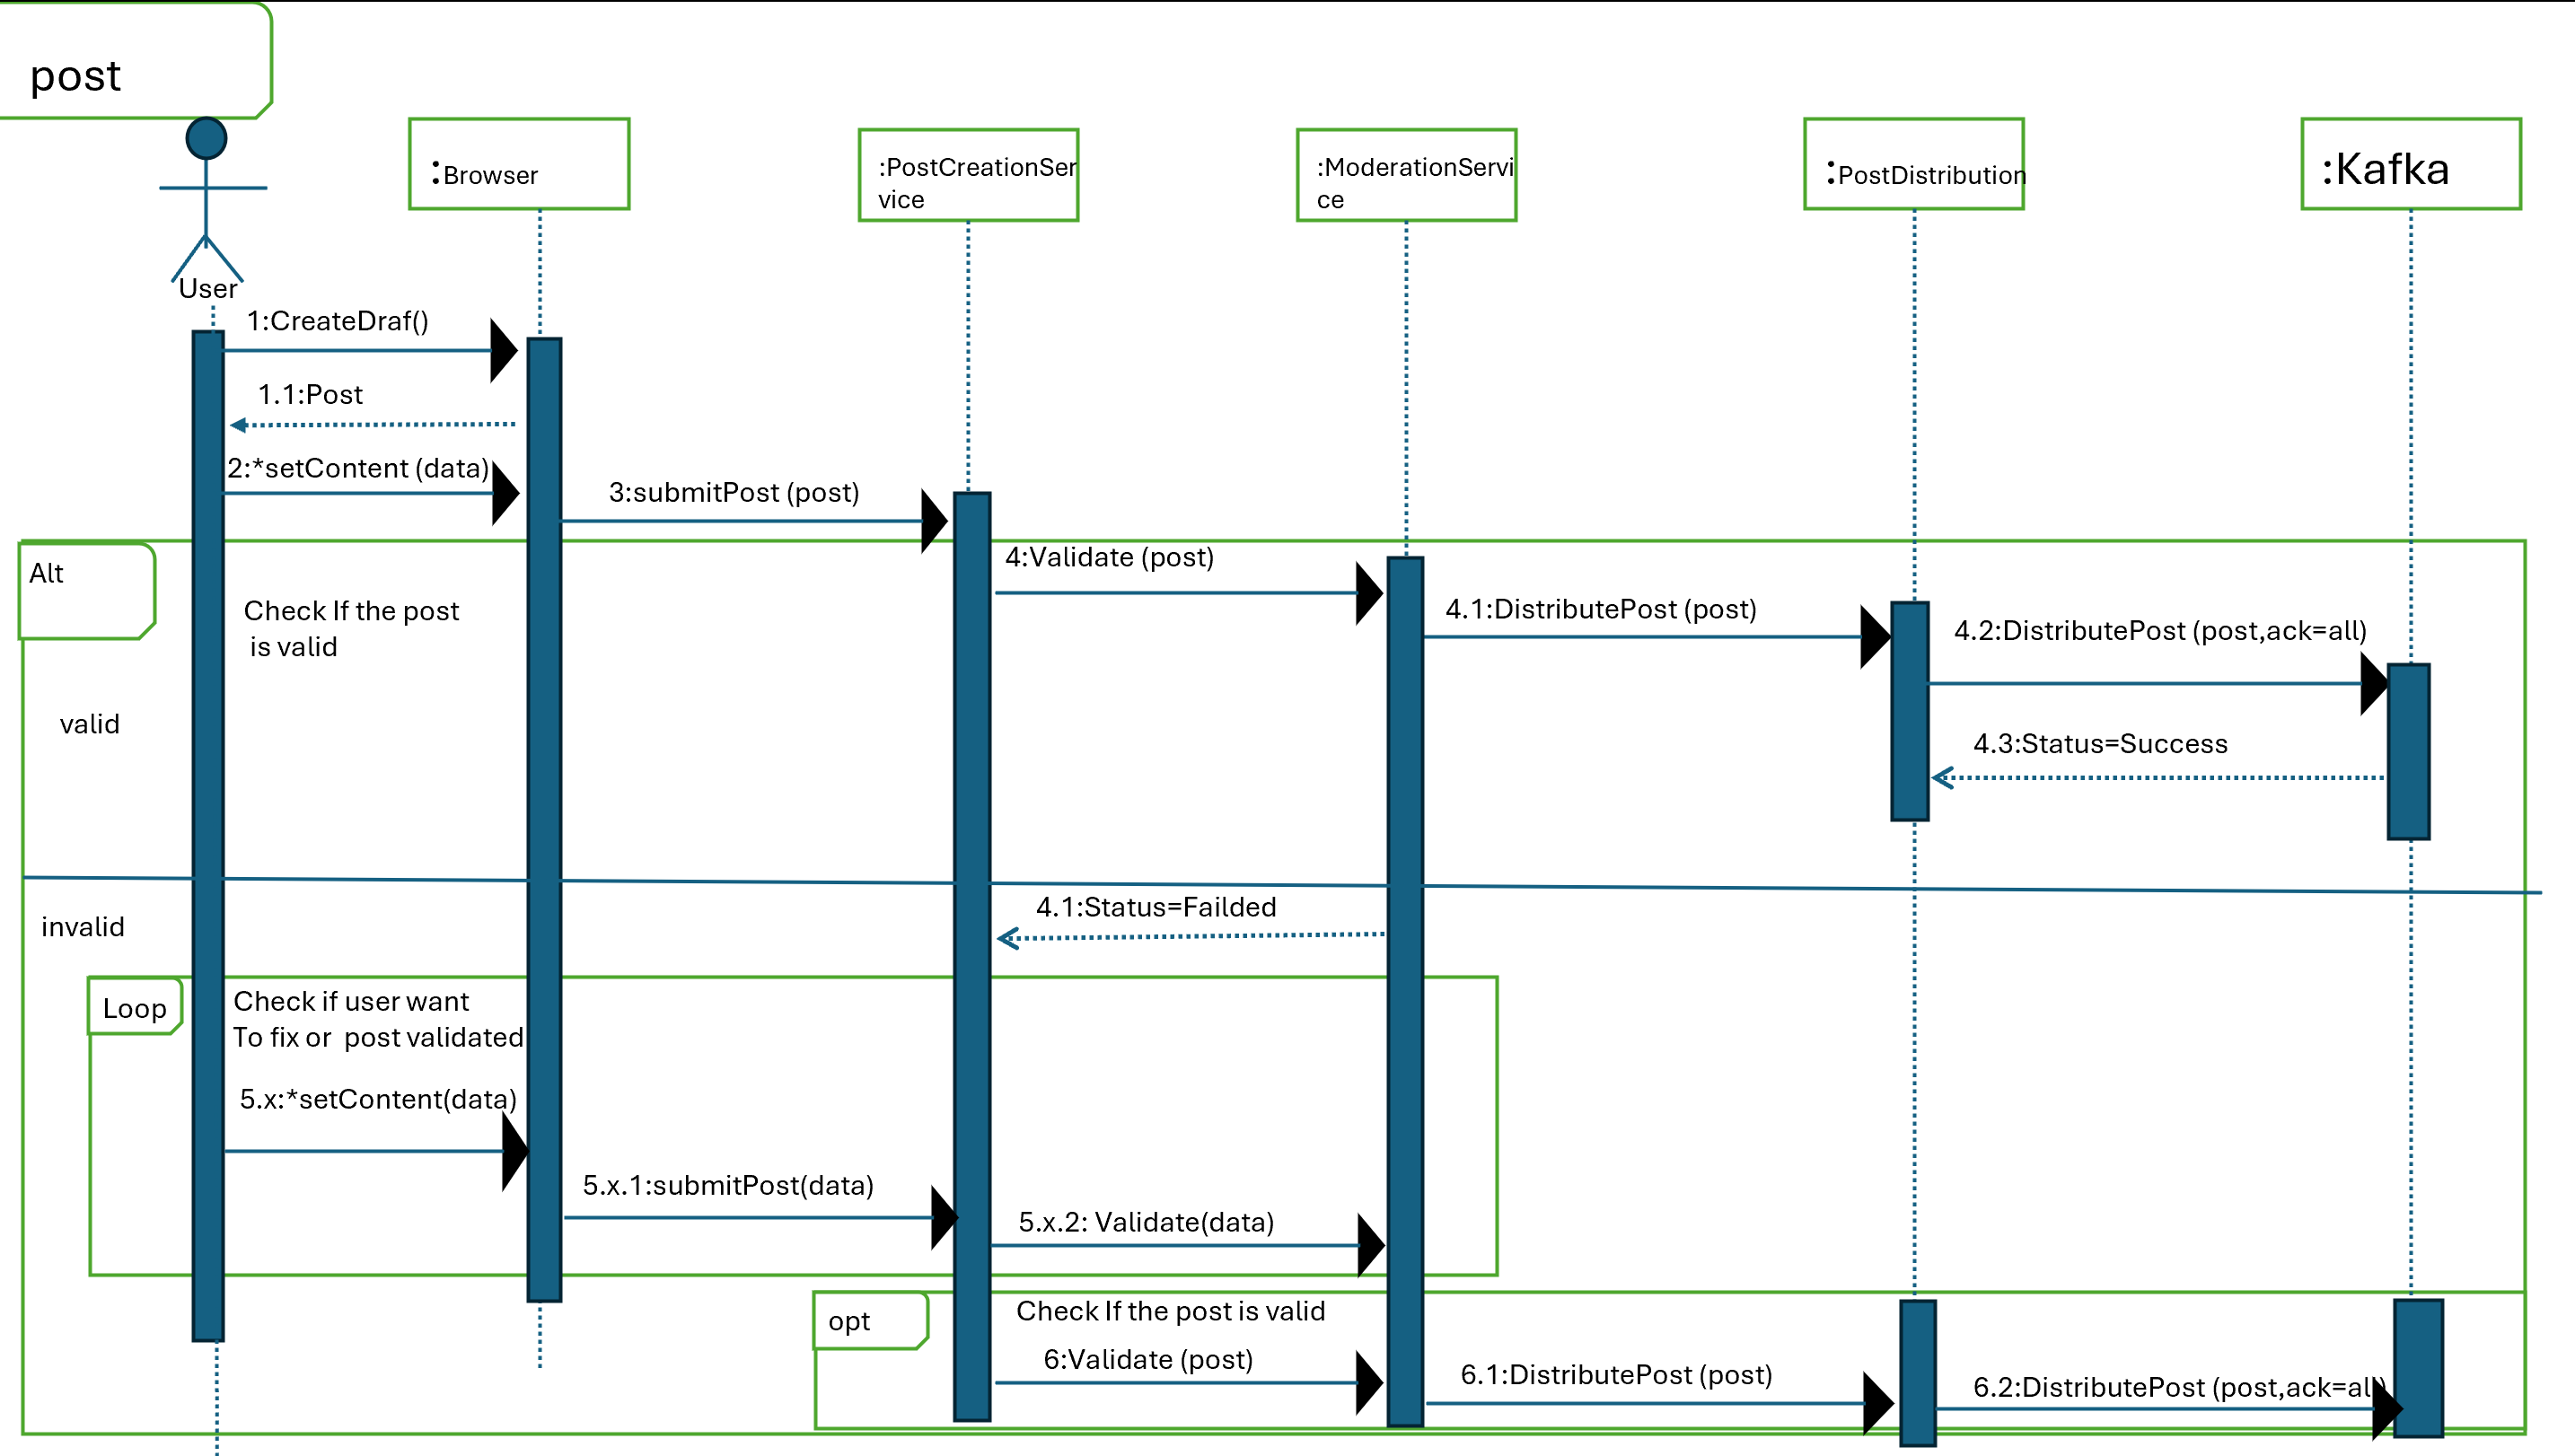 post
:Browser
:PostCreationSer
vice
:ModerationServi
ce
:PostDistribution
:Kafka
User
1:CreateDraf()
1.1:Post
2:*setContent (data)
3:submitPost (post)
Alt
Check If the post
is valid
4:Validate (post)
4.1:DistributePost (post)
4.2:DistributePost (post,ack=all)
valid
4.3:Status=Success
invalid
4.1:Status=Failded
Loop
Check if user want
To fix or post validated
5.x:*setContent(data)
5.x.1:submitPost(data)
5.x.2: Validate(data)
opt
Check If the post is valid
6:Validate (post)
6.1:DistributePost (post)
6.2:DistributePost (post,ack=all)